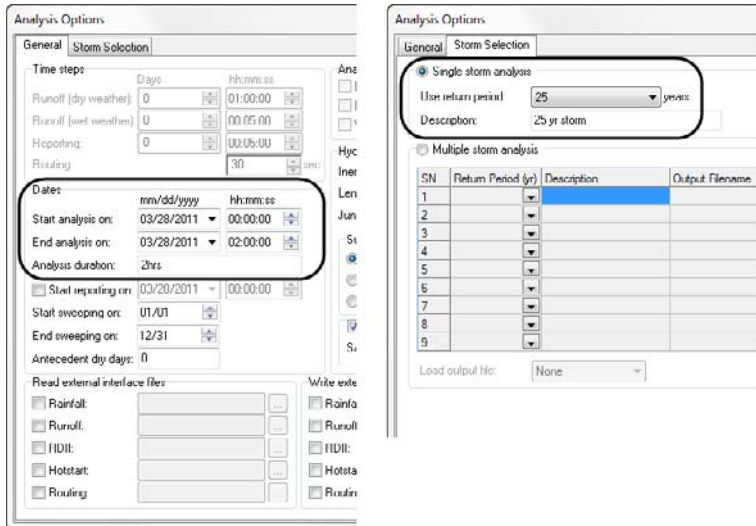 Analysis Options
General Storm Selection
Time steps
Days hh:mm:ss
Runoff (dry weather) 0 01:00:00
Runoff (wet weather) 0 00:05:00
Reporting: 0 00:05:00
Routing: 30 sec
Dates
mm/dd/yyyy hh:mm:ss
Start analysis on: 03/28/2011 00:00:00
End analysis on: 03/28/2011 02:00:00
Analysis duration: 2hrs
Start reporting on: 03/28/2011 00:00:00
Start sweeping on: 01/01
End sweeping on: 12/31
Antecedent dry days: 0
Read external interface files
Rainfall: ...
Runoff: ...
RDII: ...
Hotstart: ...
Routing: ...
Ana
Hyd
Iner
Len
Jun
Su
Write exte
Rainfa
Runoff
RDII:
Hotsta
Routin
Analysis Options
General Storm Selection
Single storm analysis
Use return period: 25 years
Description: 25 yr storm
Multiple storm analysis
SN Return Period (yr) Description Output Filename
1
2
3
4
5
6
7
8
9
Load output file: None